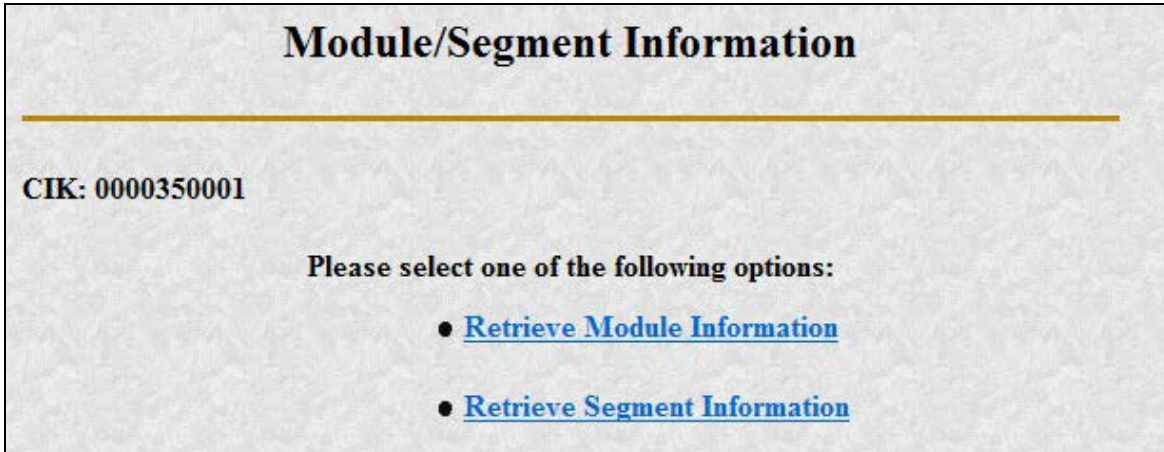 Module/Segment Information
CIK: 0000350001
Please select one of the following options:
Retrieve Module Information
Retrieve Segment Information